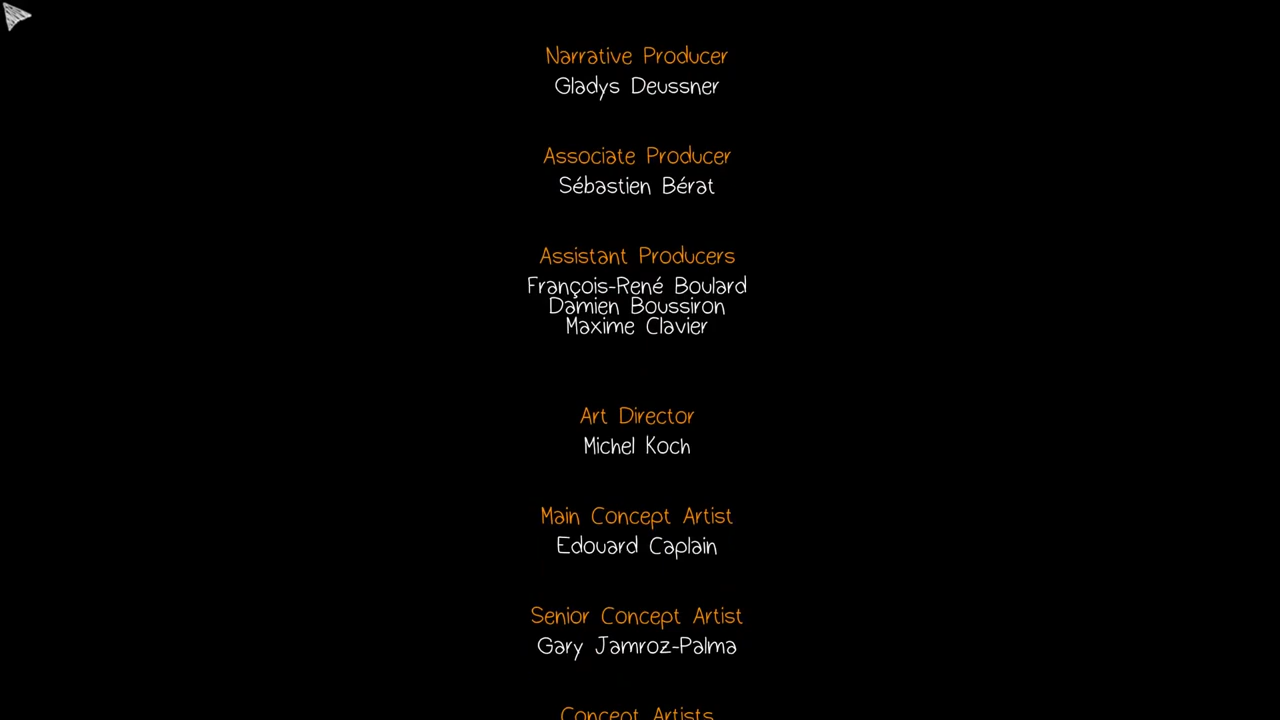 Narrative Producer
Gladys Deussner
Associate Producer
Sébastien Bérat
Assistant Producers
François-René Boulard
Damien Boussiron
Maxime Clavier
Art Director
Michel Koch
Main Concept Artist
Edouard Caplain
Senior Concept Artist
Gary Jamroz-Palma
Concept Artists